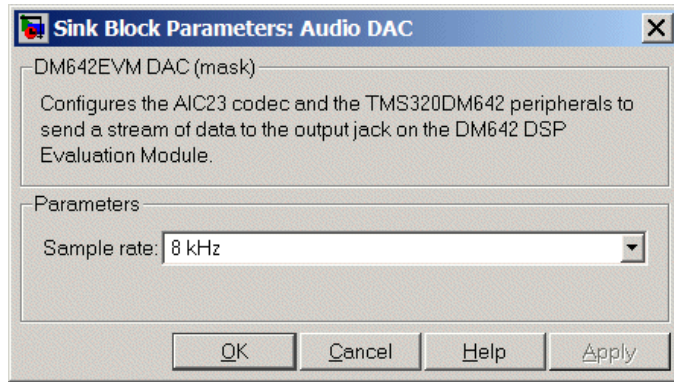 Sink Block Parameters: Audio DAC
DM642EVM DAC (mask)
Configures the AIC23 codec and the TMS320DM642 peripherals to
send a stream of data to the output jack on the DM642 DSP
Evaluation Module.
Parameters
Sample rate: 8 kHz
OK Cancel Help Apply